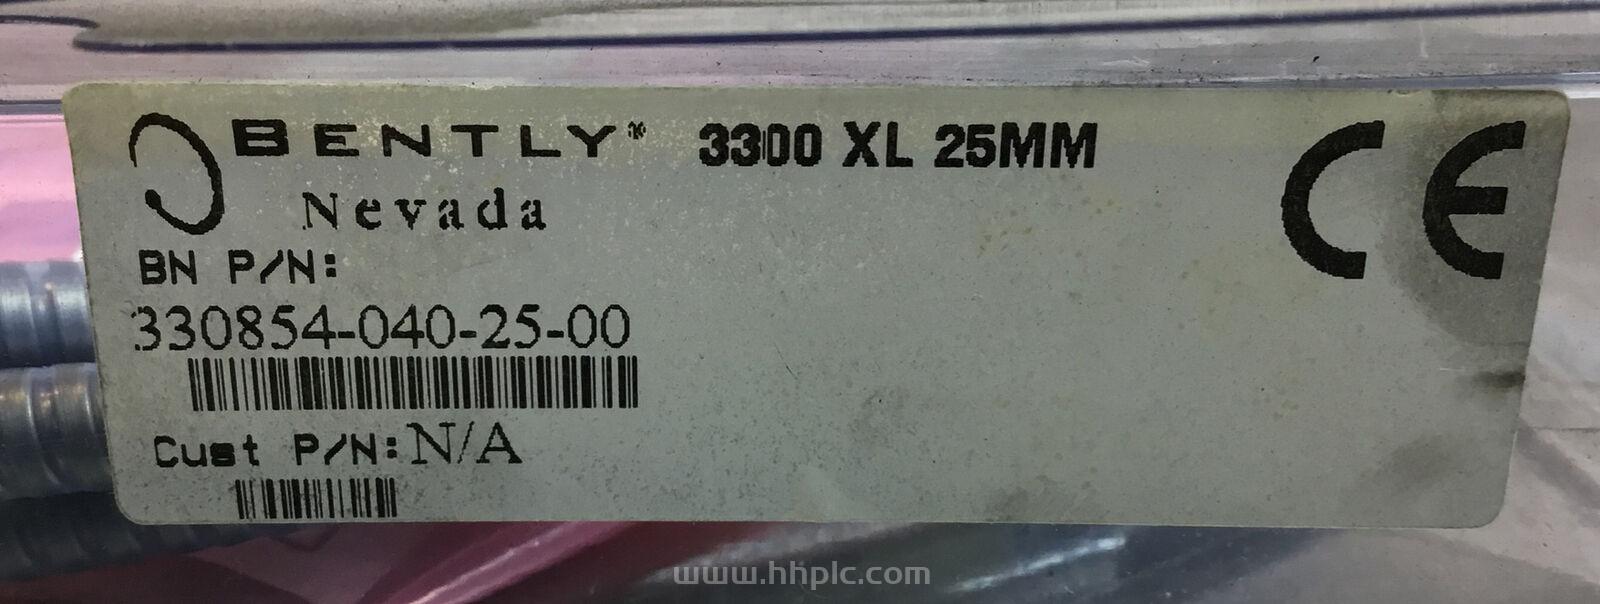 BENTLY® 3300 XL 25MM
Nevada
CE
BN P/N:
330854-040-25-00
Cust P/N: N/A
www.hhplc.com